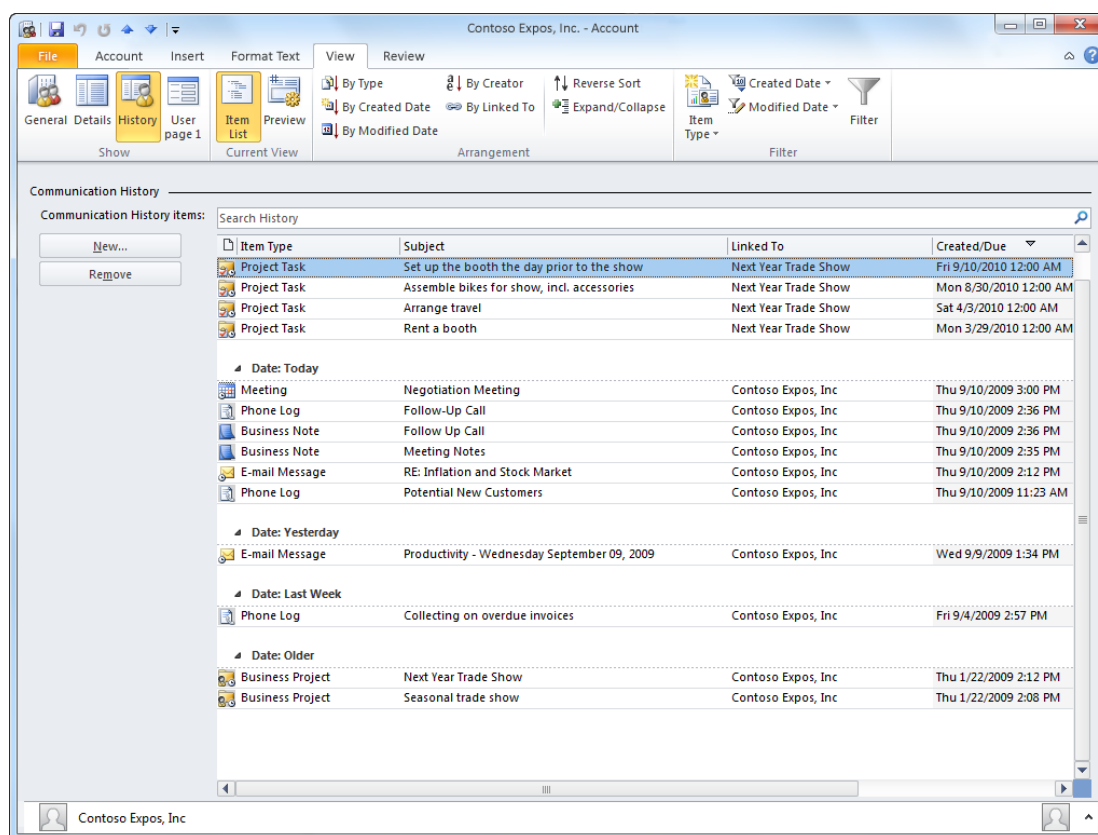 Contoso Expos, Inc. - Account
File Account Insert Format Text View Review
General Details History User page 1
Show
Item List Preview
Current View
By Type By Creator Reverse Sort
By Created Date By Linked To Expand/Collapse
By Modified Date
Arrangement
Item Type Created Date Modified Date Filter
Filter
Communication History
Communication History items: Search History
New...
Remove
Item Type Subject Linked To Created/Due
Project Task Set up the booth the day prior to the show Next Year Trade Show Fri 9/10/2010 12:00 AM
Project Task Assemble bikes for show, incl. accessories Next Year Trade Show Mon 8/30/2010 12:00 AM
Project Task Arrange travel Next Year Trade Show Sat 4/3/2010 12:00 AM
Project Task Rent a booth Next Year Trade Show Mon 3/29/2010 12:00 AM
Date: Today
Meeting Negotiation Meeting Contoso Expos, Inc Thu 9/10/2009 3:00 PM
Phone Log Follow-Up Call Contoso Expos, Inc Thu 9/10/2009 2:36 PM
Business Note Follow Up Call Contoso Expos, Inc Thu 9/10/2009 2:36 PM
Business Note Meeting Notes Contoso Expos, Inc Thu 9/10/2009 2:35 PM
E-mail Message RE: Inflation and Stock Market Contoso Expos, Inc Thu 9/10/2009 2:12 PM
Phone Log Potential New Customers Contoso Expos, Inc Thu 9/10/2009 11:23 AM
Date: Yesterday
E-mail Message Productivity - Wednesday September 09, 2009 Contoso Expos, Inc Wed 9/9/2009 1:34 PM
Date: Last Week
Phone Log Collecting on overdue invoices Contoso Expos, Inc Fri 9/4/2009 2:57 PM
Date: Older
Business Project Next Year Trade Show Contoso Expos, Inc Thu 1/22/2009 2:12 PM
Business Project Seasonal trade show Contoso Expos, Inc Thu 1/22/2009 2:08 PM
Contoso Expos, Inc